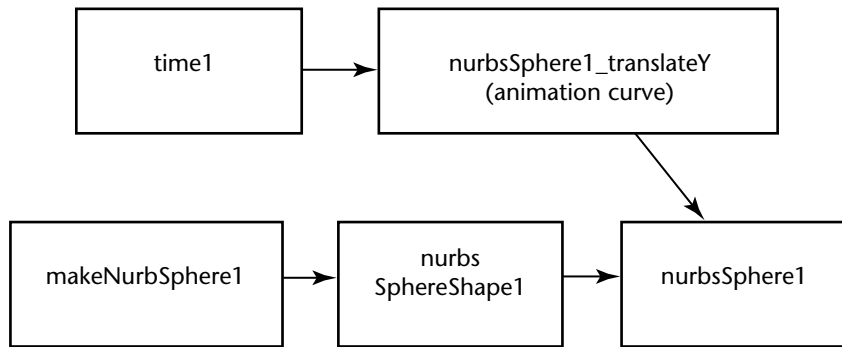 time1
nurbsSphere1_translateY
(animation curve)
makeNurbSphere1
nurbs
SphereShape1
nurbsSphere1